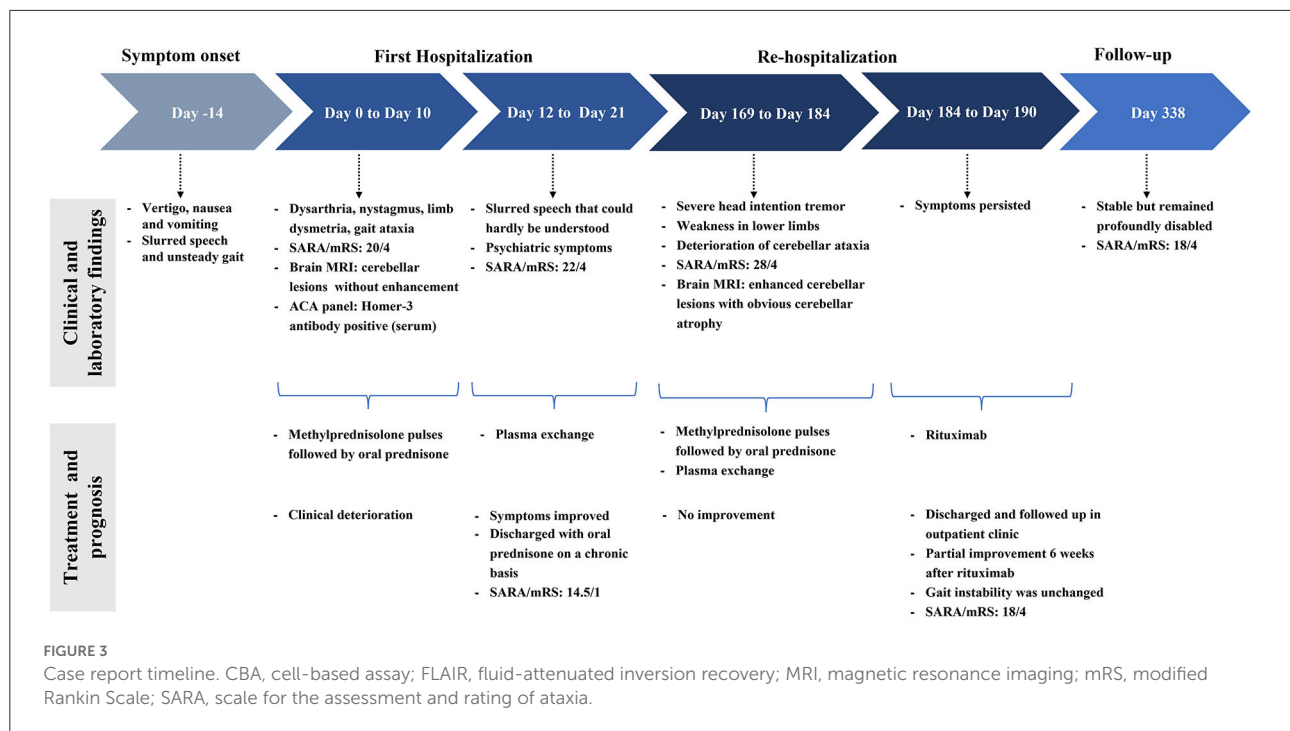 Symptom onset
First Hospitalization
Re-hospitalization
Follow-up
Day -14
Day 0 to Day 10
Day 12 to Day 21
Day 169 to Day 184
Day 184 to Day 190
Day 338
Clinical and
laboratory findings
- Vertigo, nausea
and vomiting
- Slurred speech
and unsteady gait
- Dysarthria, nystagmus, limb
dysmetria, gait ataxia
- SARA/mRS: 20/4
- Brain MRI: cerebellar
lesions without enhancement
- ACA panel: Homer-3
antibody positive (serum)
- Slurred speech that could
hardly be understood
- Psychiatric symptoms
- SARA/mRS: 22/4
- Severe head intention tremor
- Weakness in lower limbs
- Deterioration of cerebellar ataxia
- SARA/mRS: 28/4
- Brain MRI: enhanced cerebellar
lesions with obvious cerebellar
atrophy
- Symptoms persisted
- Stable but remained
profoundly disabled
- SARA/mRS: 18/4
Treatment and
prognosis
- Methylprednisolone pulses
followed by oral prednisone
- Clinical deterioration
- Plasma exchange
- Symptoms improved
- Discharged with oral
prednisone on a chronic
basis
- SARA/mRS: 14.5/1
- Methylprednisolone pulses
followed by oral prednisone
- Plasma exchange
- No improvement
- Rituximab
- Discharged and followed up in
outpatient clinic
- Partial improvement 6 weeks
after rituximab
- Gait instability was unchanged
- SARA/mRS: 18/4
FIGURE 3
Case report timeline. CBA, cell-based assay; FLAIR, fluid-attenuated inversion recovery; MRI, magnetic resonance imaging; mRS, modified
Rankin Scale; SARA, scale for the assessment and rating of ataxia.